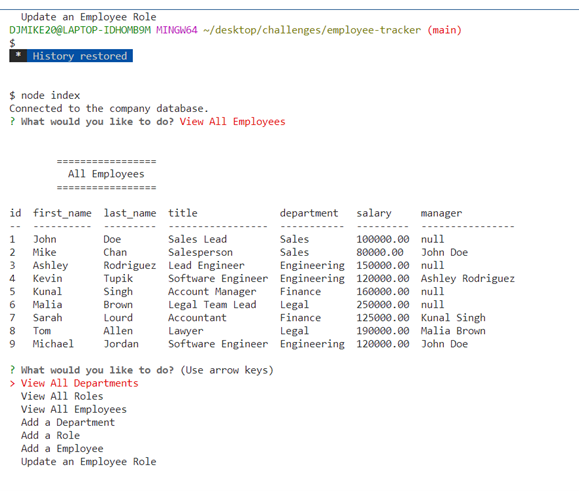 Update an Employee Role
DJMIKE20@LAPTOP-IDHOMB9M MINGW64 ~/desktop/challenges/employee-tracker (main)
$
* History restored
$ node index
Connected to the company database.
? What would you like to do? View All Employees
=================
All Employees
=================
id first_name last_name title department salary manager
-- ---------- --------- ----------------- ----------- --------- ----------------
1 John Doe Sales Lead Sales 100000.00 null
2 Mike Chan Salesperson Sales 80000.00 John Doe
3 Ashley Rodriguez Lead Engineer Engineering 150000.00 null
4 Kevin Tupik Software Engineer Engineering 120000.00 Ashley Rodriguez
5 Kunal Singh Account Manager Finance 160000.00 null
6 Malia Brown Legal Team Lead Legal 250000.00 null
7 Sarah Lourd Accountant Finance 125000.00 Kunal Singh
8 Tom Allen Lawyer Legal 190000.00 Malia Brown
9 Michael Jordan Software Engineer Engineering 120000.00 John Doe
? What would you like to do? (Use arrow keys)
> View All Departments
View All Roles
View All Employees
Add a Department
Add a Role
Add a Employee
Update an Employee Role